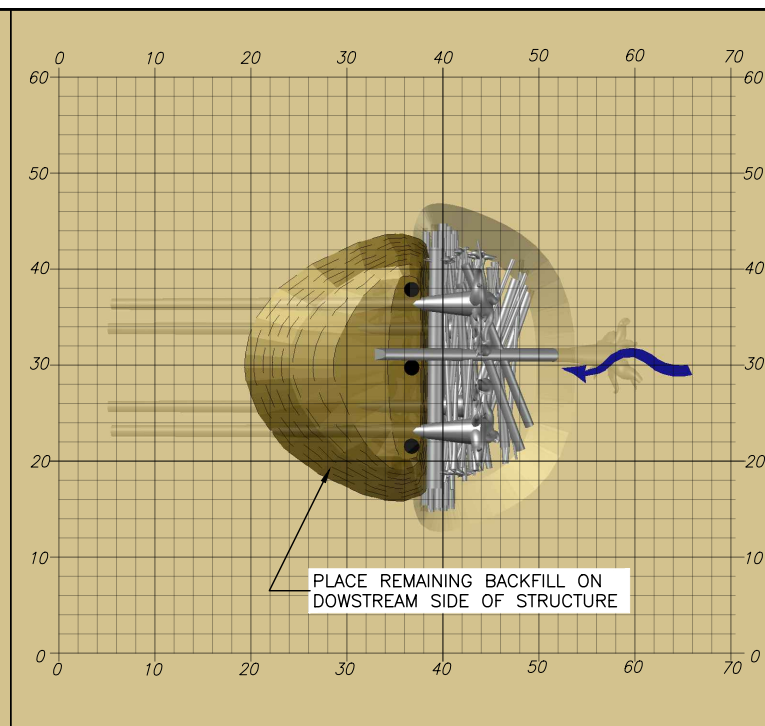 0 10 20 30 40 50 60 70
60 60
50 50
40 40
30 30
20 20
10 10
0 0
0 10 20 30 40 50 60 70
PLACE REMAINING BACKFILL ON
DOWSTREAM SIDE OF STRUCTURE